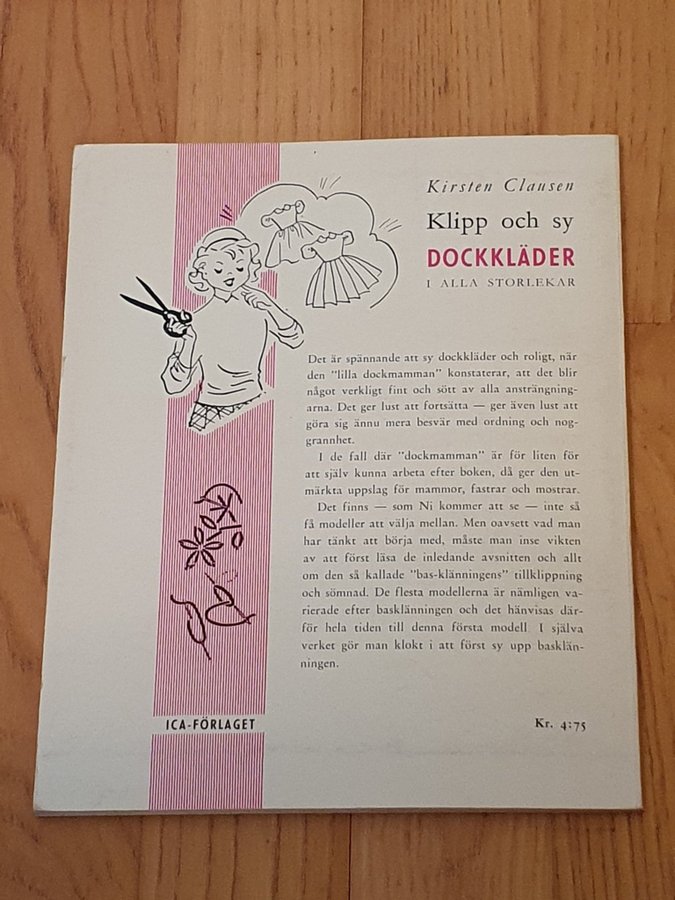 Kirsten Clausen
Klipp och sy
DOCKKLÄDER
I ALLA STORLEKAR
Det är spännande att sy dockkläder och roligt, när
den "lilla dockmamman" konstaterar, att det blir
något verkligt fint och sött av alla ansträngning-
arna. Det ger lust att fortsätta — ger även lust att
göra sig ännu mera besvär med ordning och nog-
grannhet.
I de fall där "dockmamman" är för liten för
att själv kunna arbeta efter boken, då ger den ut-
märkta uppslag för mammor, fastrar och mostrar.
Det finns — som Ni kommer att se — inte så
få modeller att välja mellan. Men oavsett vad man
har tänkt att börja med, måste man inse vikten
av att först läsa de inledande avsnitten och allt
om den så kallade "bas-klänningens" tillklippning
och sömnad. De flesta modellerna är nämligen va-
rierade efter basklänningen och det hänvisas där-
för hela tiden till denna första modell. I själva
verket gör man klokt i att först sy upp basklän-
ningen.
ICA-FÖRLAGET
Kr. 4:75